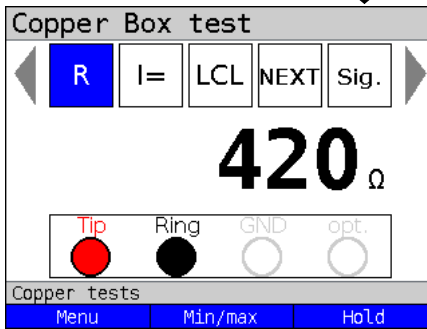 Copper Box test
R I= LCL NEXT Sig.
420 Ω
Tip Ring GND opt.
Copper tests
Menu Min/max Hold